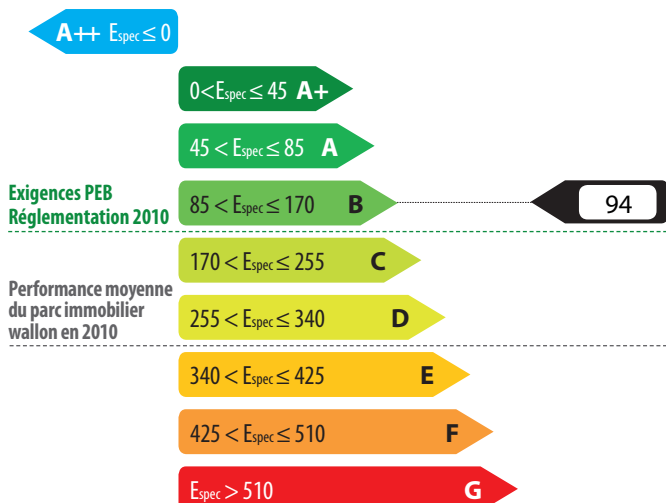 A++ Espec ≤ 0
0<Espec ≤ 45 A+
45 < Espec ≤ 85 A
Exigences PEB
Réglementation 2010
85 < Espec ≤ 170 B
94
170 < Espec ≤ 255 C
Performance moyenne
du parc immobilier
wallon en 2010
255 < Espec ≤ 340 D
340 < Espec ≤ 425 E
425 < Espec ≤ 510 F
Espec > 510 G